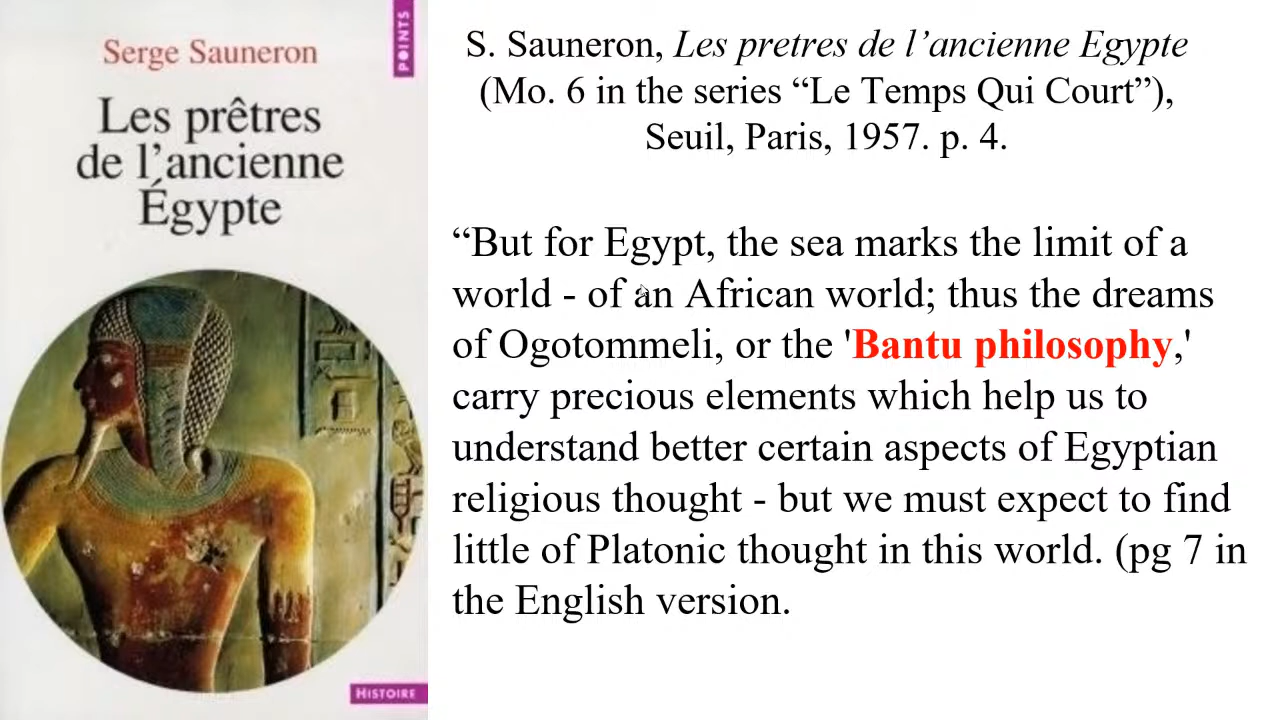 POINTS
Serge Sauneron
Les prêtres
de l'ancienne
Égypte
HISTOIRE
S. Sauneron, Les pretres de l’ancienne Egypte
(Mo. 6 in the series “Le Temps Qui Court”),
Seuil, Paris, 1957. p. 4.
“But for Egypt, the sea marks the limit of a
world - of an African world; thus the dreams
of Ogotommeli, or the 'Bantu philosophy,'
carry precious elements which help us to
understand better certain aspects of Egyptian
religious thought - but we must expect to find
little of Platonic thought in this world. (pg 7 in
the English version.